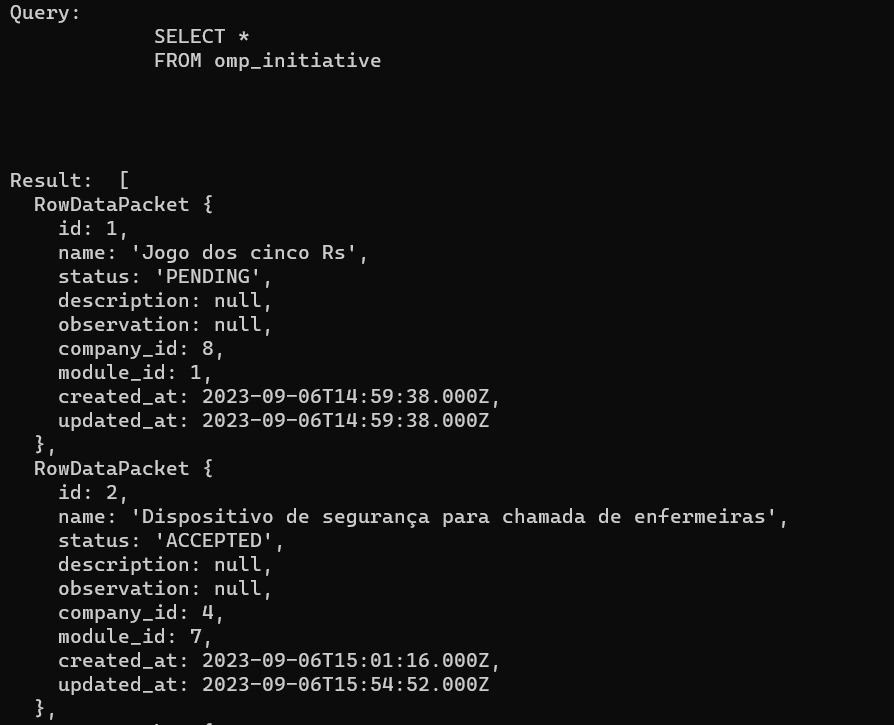 Query:
SELECT *
FROM omp_initiative
Result:  [
RowDataPacket {
id: 1,
name: 'Jogo dos cinco Rs',
status: 'PENDING',
description: null,
observation: null,
company_id: 8,
module_id: 1,
created_at: 2023-09-06T14:59:38.000Z,
updated_at: 2023-09-06T14:59:38.000Z
},
RowDataPacket {
id: 2,
name: 'Dispositivo de segurança para chamada de enfermeiras',
status: 'ACCEPTED',
description: null,
observation: null,
company_id: 4,
module_id: 7,
created_at: 2023-09-06T15:01:16.000Z,
updated_at: 2023-09-06T15:54:52.000Z
},